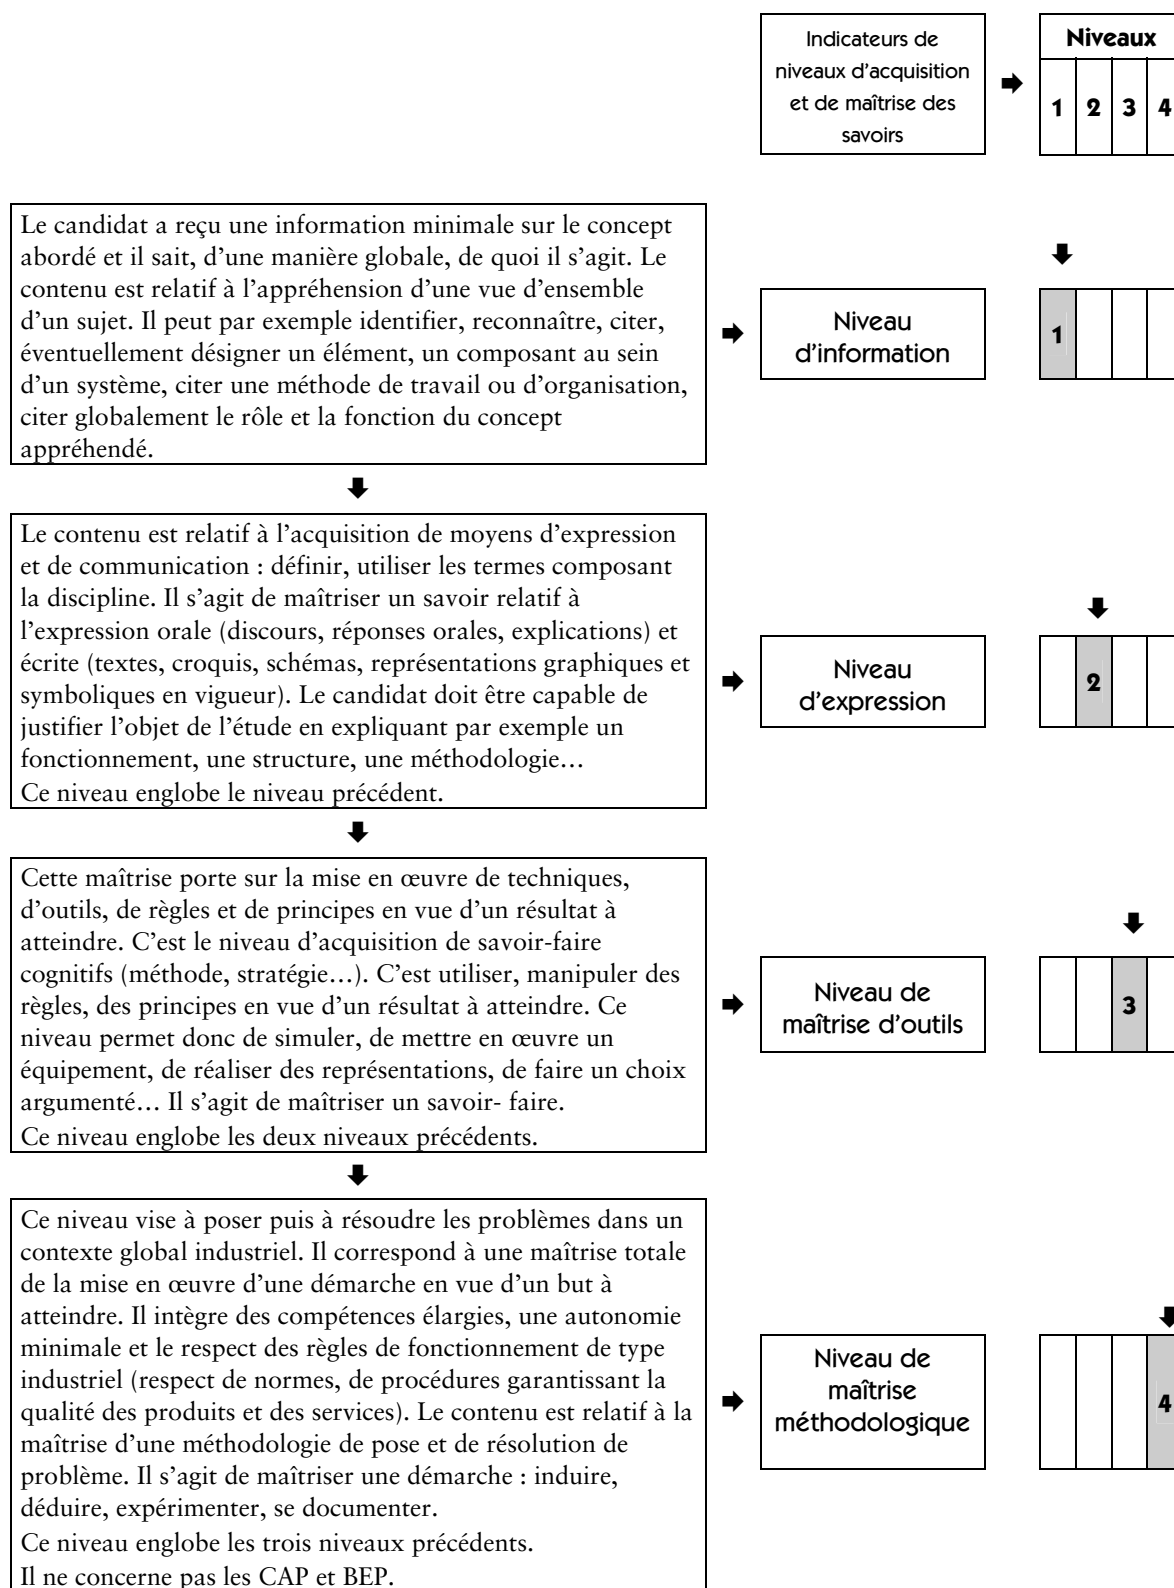 Indicateurs de
niveaux d'acquisition
et de maîtrise des
savoirs
Niveaux
1 2 3 4
Le candidat a reçu une information minimale sur le concept
abordé et il sait, d'une manière globale, de quoi il s'agit. Le
contenu est relatif à l'appréhension d'une vue d'ensemble
d'un sujet. Il peut par exemple identifier, reconnaître, citer,
éventuellement désigner un élément, un composant au sein
d'un système, citer une méthode de travail ou d'organisation,
citer globalement le rôle et la fonction du concept
appréhendé.
Niveau
d'information
1
Le contenu est relatif à l'acquisition de moyens d'expression
et de communication : définir, utiliser les termes composant
la discipline. Il s'agit de maîtriser un savoir relatif à
l'expression orale (discours, réponses orales, explications) et
écrite (textes, croquis, schémas, représentations graphiques et
symboliques en vigueur). Le candidat doit être capable de
justifier l'objet de l'étude en expliquant par exemple un
fonctionnement, une structure, une méthodologie…
Ce niveau englobe le niveau précédent.
Niveau
d'expression
2
Cette maîtrise porte sur la mise en œuvre de techniques,
d'outils, de règles et de principes en vue d'un résultat à
atteindre. C'est le niveau d'acquisition de savoir-faire
cognitifs (méthode, stratégie…). C'est utiliser, manipuler des
règles, des principes en vue d'un résultat à atteindre. Ce
niveau permet donc de simuler, de mettre en œuvre un
équipement, de réaliser des représentations, de faire un choix
argumenté… Il s'agit de maîtriser un savoir- faire.
Ce niveau englobe les deux niveaux précédents.
Niveau de
maîtrise d'outils
3
Ce niveau vise à poser puis à résoudre les problèmes dans un
contexte global industriel. Il correspond à une maîtrise totale
de la mise en œuvre d'une démarche en vue d'un but à
atteindre. Il intègre des compétences élargies, une autonomie
minimale et le respect des règles de fonctionnement de type
industriel (respect de normes, de procédures garantissant la
qualité des produits et des services). Le contenu est relatif à la
maîtrise d'une méthodologie de pose et de résolution de
problème. Il s'agit de maîtriser une démarche : induire,
déduire, expérimenter, se documenter.
Ce niveau englobe les trois niveaux précédents.
Il ne concerne pas les CAP et BEP.
Niveau de
maîtrise
méthodologique
4